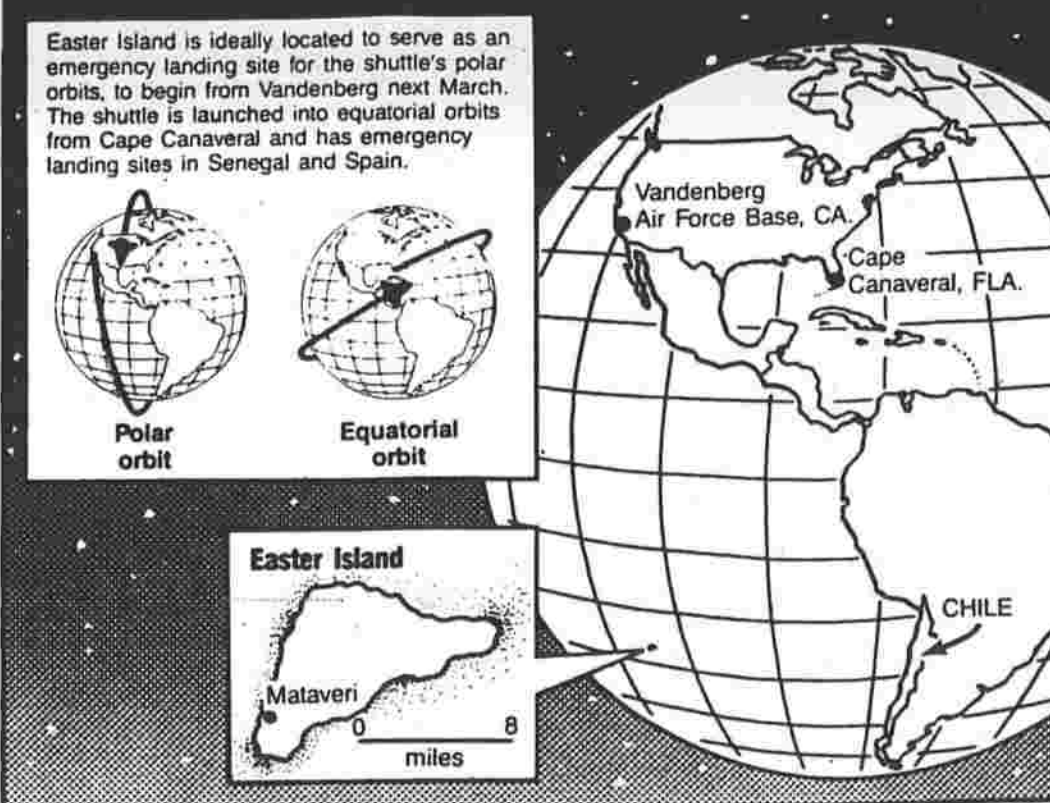 Easter Island is ideally located to serve as an
emergency landing site for the shuttle's polar
orbits, to begin from Vandenberg next March.
The shuttle is launched into equatorial orbits
from Cape Canaveral and has emergency
landing sites in Senegal and Spain.
Polar
orbit
Equatorial
orbit
Vandenberg
Air Force Base, CA.
Cape
Canaveral, FLA.
Easter Island
Mataveri
0 8
miles
CHILE